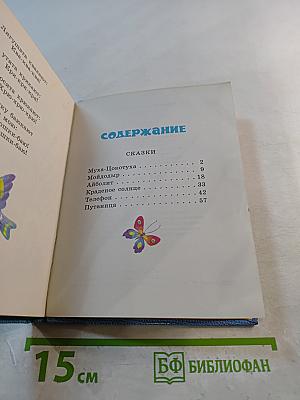 СОДЕРЖАНИЕ
СКАЗКИ
Муха-Цокотуха 2
Мойдодыр 9
Айболит 18
Краденое солнце 33
Телефон 42
Путаница 57
15 см
БФ БИБЛИОФАН